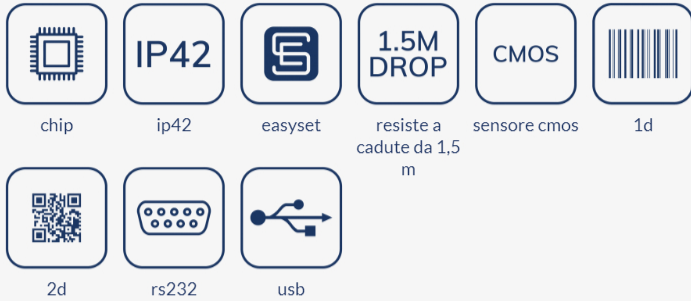 IP42
1.5M
DROP
CMOS
chip
ip42
easyset
resiste a
cadute da 1,5
m
sensore cmos
1d
2d
rs232
usb